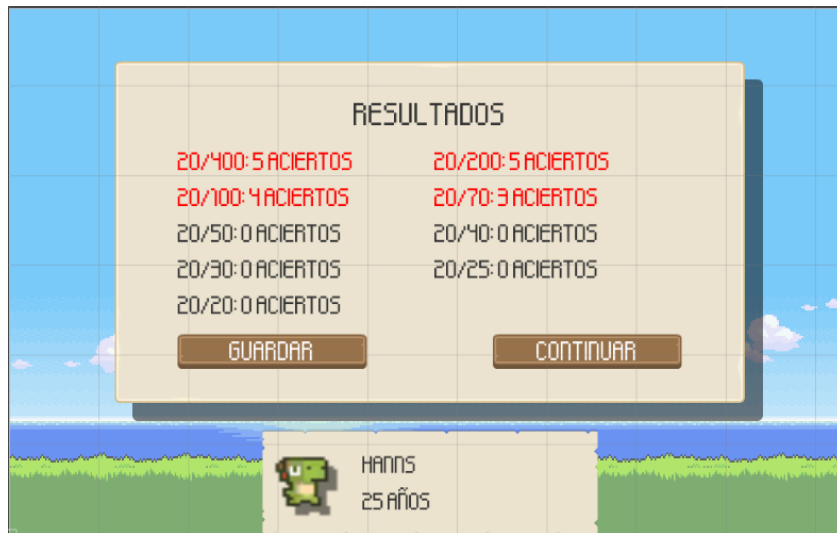 RESULTADOS
20/400: 5 ACIERTOS 20/200: 5 ACIERTOS
20/100: 4 ACIERTOS 20/70: 3 ACIERTOS
20/50: 0 ACIERTOS 20/40: 0 ACIERTOS
20/30: 0 ACIERTOS 20/25: 0 ACIERTOS
20/20: 0 ACIERTOS
GUARDAR CONTINUAR
HANNS
25 AÑOS